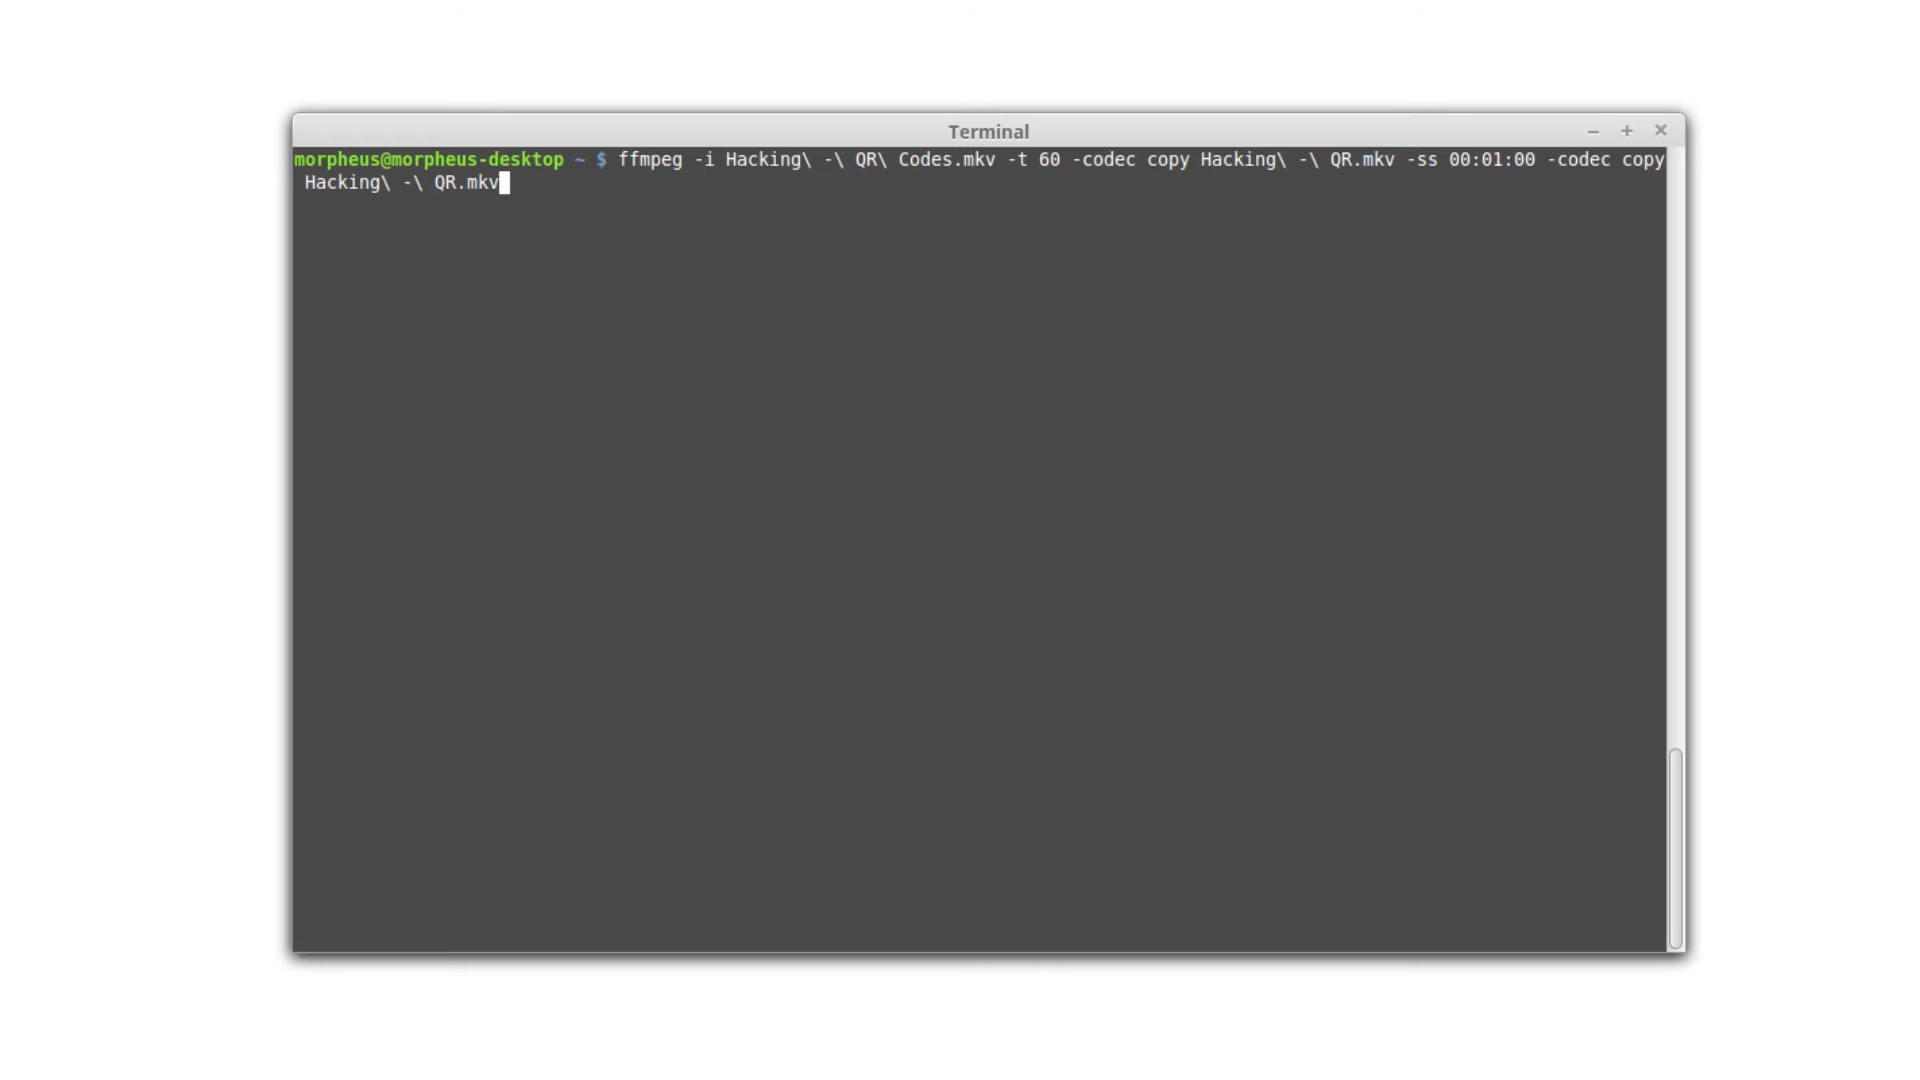 Terminal
morpheus@morpheus-desktop ~ $ ffmpeg -i Hacking\ -\ QR\ Codes.mkv -t 60 -codec copy Hacking\ -\ QR.mkv -ss 00:01:00 -codec copy
Hacking\ -\ QR.mkv